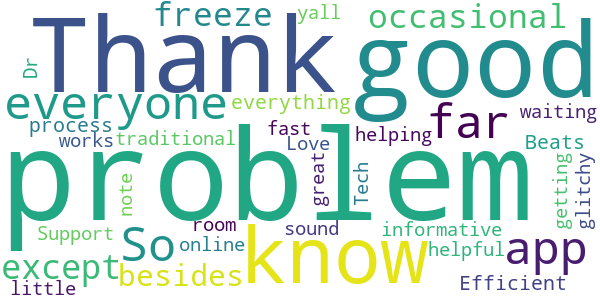 freeze
yall
occasional
Dr
Thank
good
everyone
everything
far
waiting
process
works
traditional
fast
Love
helping
Beats
problem
note
great
Tech
getting
glitchy
Support
So
room
online
sound
know
informative
helpful
app
except
besides
little
Efficient